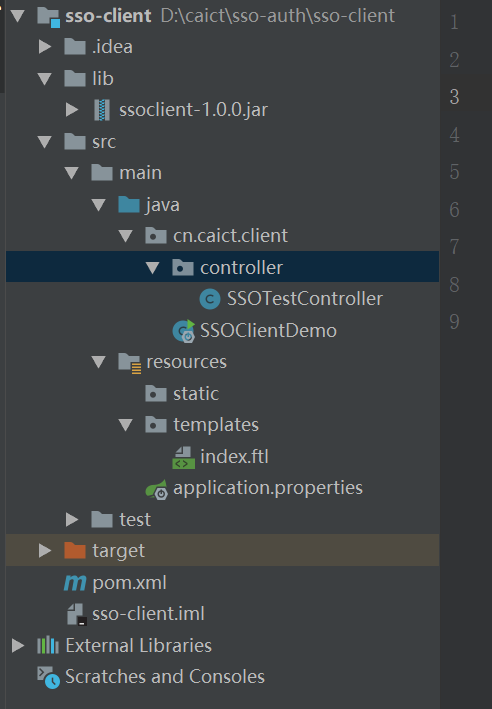 sso-client D:\caict\sso-auth\sso-client
.idea
lib
ssoclient-1.0.0.jar
src
main
java
cn.caict.client
controller
SSOTestController
SSOClientDemo
resources
static
templates
index.ftl
application.properties
test
target
pom.xml
sso-client.iml
External Libraries
Scratches and Consoles
1
2
3
4
5
6
7
8
9